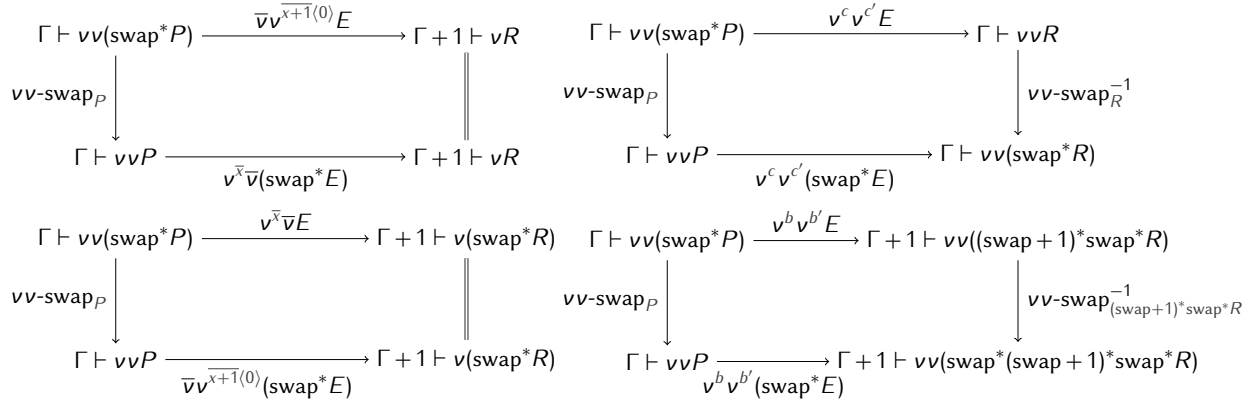 Γ ⊢ νν(swap*P) ν̅ν^{\overline{x+1}⟨0⟩}E Γ + 1 ⊢ νR
νν-swap_P
Γ ⊢ ννP ν^{x̅}ν̅(swap*E) Γ + 1 ⊢ νR
Γ ⊢ νν(swap*P) ν^c ν^{c'}E Γ ⊢ ννR
νν-swap_P νν-swap_R^{−1}
Γ ⊢ ννP ν^c ν^{c'}(swap*E) Γ ⊢ νν(swap*R)
Γ ⊢ νν(swap*P) ν^{x̅}ν̅E Γ + 1 ⊢ ν(swap*R)
νν-swap_P
Γ ⊢ ννP ν̅ν^{\overline{x+1}⟨0⟩}(swap*E) Γ + 1 ⊢ ν(swap*R)
Γ ⊢ νν(swap*P) ν^b ν^{b'}E Γ + 1 ⊢ νν((swap + 1)*swap*R)
νν-swap_P νν-swap^{−1}_{(swap+1)*swap*R}
Γ ⊢ ννP ν^b ν^{b'}(swap*E) Γ + 1 ⊢ νν(swap*(swap + 1)*swap*R)